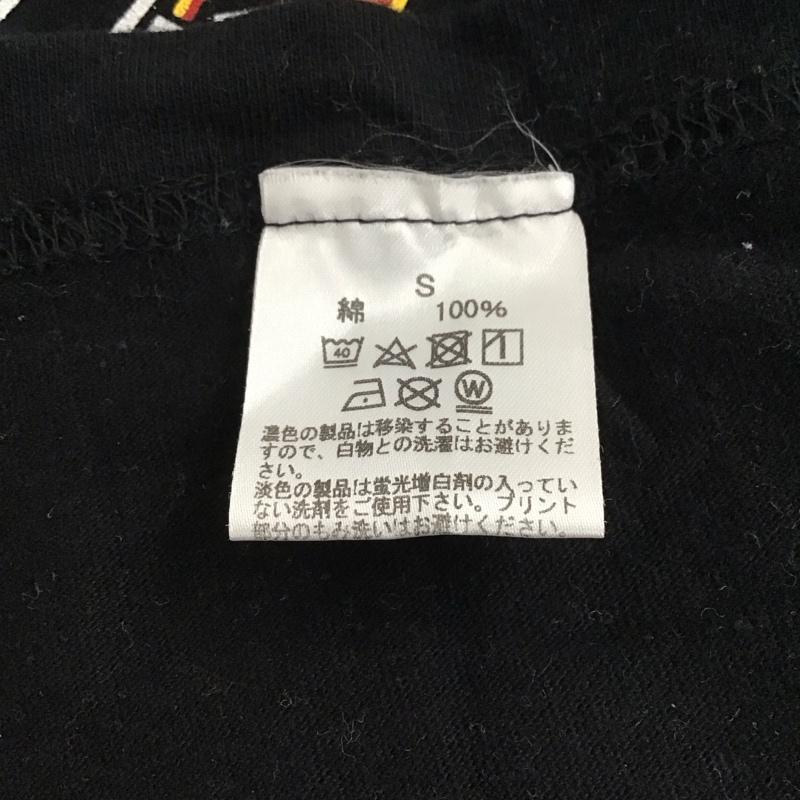 S
綿 100%
40
W
濃色の製品は移染することがありま
すので、白物との洗濯はお避けくだ
さい。
淡色の製品は蛍光増白剤の入ってい
ない洗剤をご使用下さい。プリント
部分のもみ洗いはお避けください。